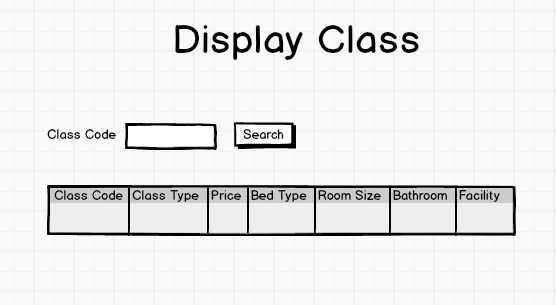 Display Class
Class Code Search
Class Code Class Type Price Bed Type Room Size Bathroom Facility